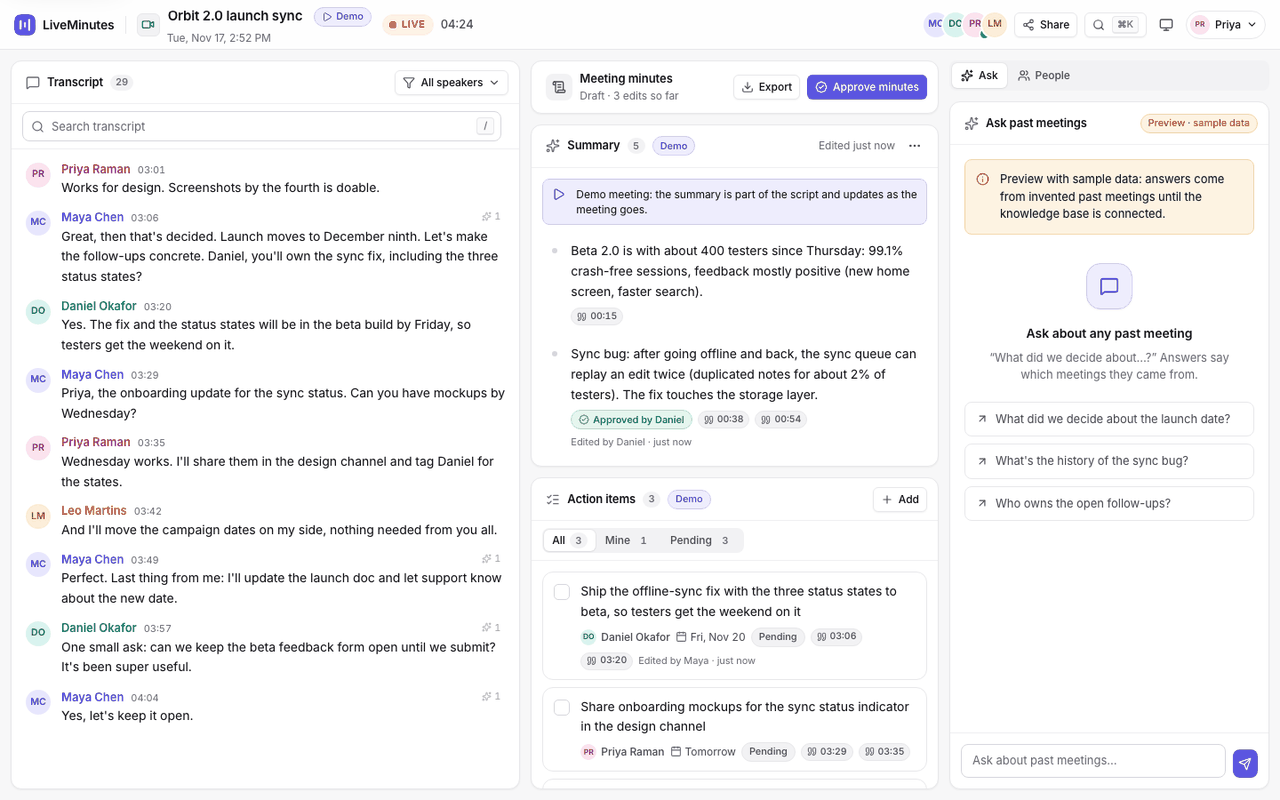 LiveMinutes
Orbit 2.0 launch sync
Demo
Tue, Nov 17, 2:52 PM
LIVE
04:24
MC
DO
PR
LM
Share
⌘K
PR
Priya
Transcript 29
All speakers
Search transcript
/
PR
Priya Raman 03:01
Works for design. Screenshots by the fourth is doable.
MC
Maya Chen 03:06
1
Great, then that's decided. Launch moves to December ninth. Let's make
the follow-ups concrete. Daniel, you'll own the sync fix, including the three
status states?
DO
Daniel Okafor 03:20
Yes. The fix and the status states will be in the beta build by Friday, so
testers get the weekend on it.
MC
Maya Chen 03:29
Priya, the onboarding update for the sync status. Can you have mockups by
Wednesday?
PR
Priya Raman 03:35
Wednesday works. I'll share them in the design channel and tag Daniel for
the states.
LM
Leo Martins 03:42
And I'll move the campaign dates on my side, nothing needed from you all.
MC
Maya Chen 03:49
1
Perfect. Last thing from me: I'll update the launch doc and let support know
about the new date.
DO
Daniel Okafor 03:57
1
One small ask: can we keep the beta feedback form open until we submit?
It's been super useful.
MC
Maya Chen 04:04
1
Yes, let's keep it open.
Meeting minutes
Draft · 3 edits so far
Export
Approve minutes
Summary 5
Demo
Edited just now
Demo meeting: the summary is part of the script and updates as the
meeting goes.
Beta 2.0 is with about 400 testers since Thursday: 99.1%
crash-free sessions, feedback mostly positive (new home
screen, faster search).
00:15
Sync bug: after going offline and back, the sync queue can
replay an edit twice (duplicated notes for about 2% of
testers). The fix touches the storage layer.
Approved by Daniel
00:38
00:54
Edited by Daniel · just now
Action items 3
Demo
Add
All 3
Mine 1
Pending 3
Ship the offline-sync fix with the three status states to
beta, so testers get the weekend on it
DO Daniel Okafor
Fri, Nov 20
Pending
03:06
03:20
Edited by Maya · just now
Share onboarding mockups for the sync status indicator
in the design channel
PR Priya Raman
Tomorrow
Pending
03:29
03:35
Ask
People
Ask past meetings
Preview · sample data
Preview with sample data: answers come
from invented past meetings until the
knowledge base is connected.
Ask about any past meeting
“What did we decide about...?” Answers say
which meetings they came from.
What did we decide about the launch date?
What's the history of the sync bug?
Who owns the open follow-ups?
Ask about past meetings...